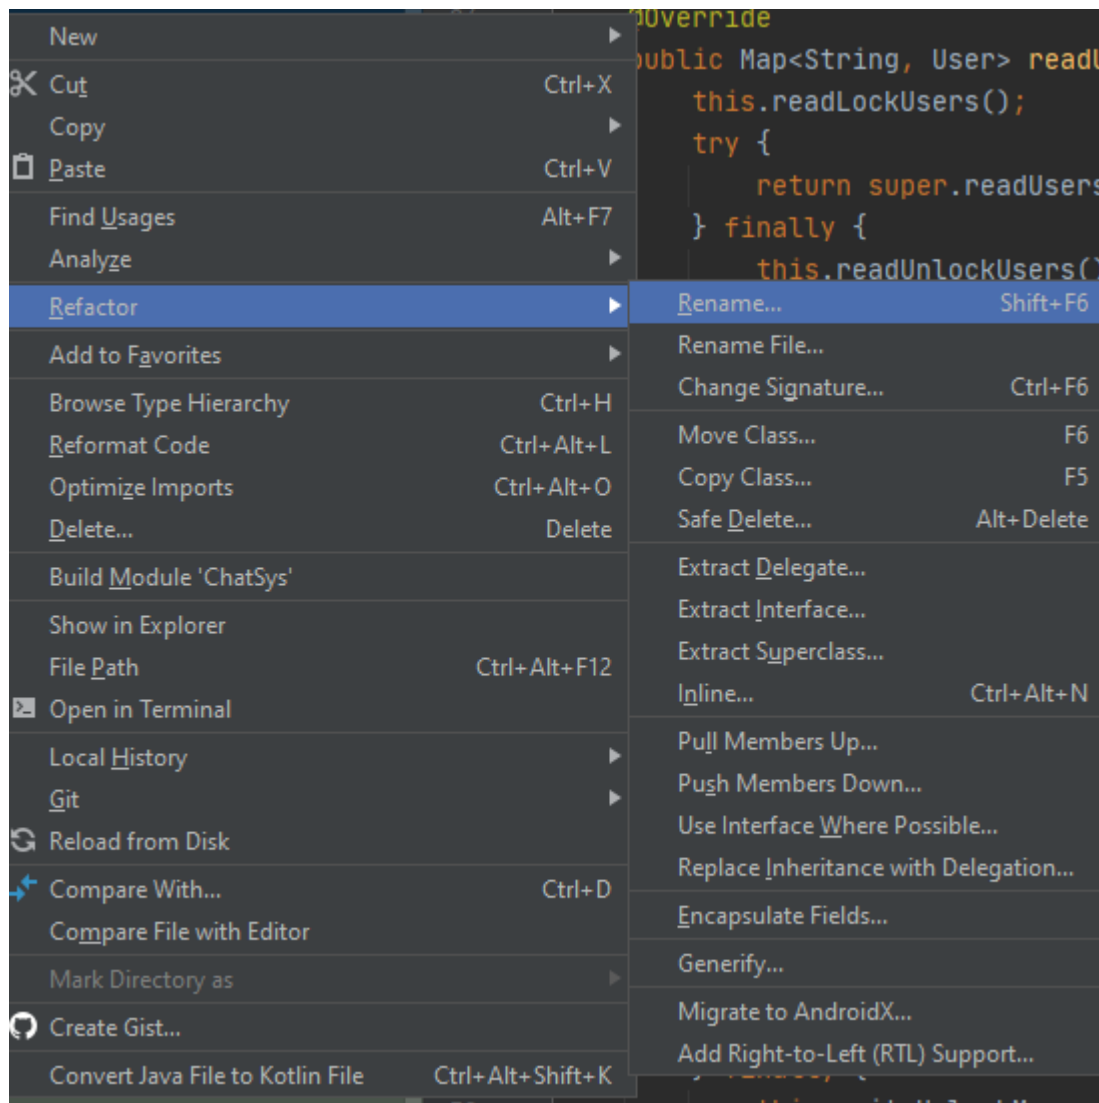 New
Cut Ctrl+X
Copy
Paste Ctrl+V
Find Usages Alt+F7
Analyze
Refactor
Add to Favorites
Browse Type Hierarchy Ctrl+H
Reformat Code Ctrl+Alt+L
Optimize Imports Ctrl+Alt+O
Delete... Delete
Build Module 'ChatSys'
Show in Explorer
File Path Ctrl+Alt+F12
Open in Terminal
Local History
Git
Reload from Disk
Compare With... Ctrl+D
Compare File with Editor
Mark Directory as
Create Gist...
Convert Java File to Kotlin File Ctrl+Alt+Shift+K
@Override
public Map<String, User> readU
this.readLockUsers();
try {
return super.readUsers
} finally {
this.readUnlockUsers()
Rename... Shift+F6
Rename File...
Change Signature... Ctrl+F6
Move Class... F6
Copy Class... F5
Safe Delete... Alt+Delete
Extract Delegate...
Extract Interface...
Extract Superclass...
Inline... Ctrl+Alt+N
Pull Members Up...
Push Members Down...
Use Interface Where Possible...
Replace Inheritance with Delegation...
Encapsulate Fields...
Generify...
Migrate to AndroidX...
Add Right-to-Left (RTL) Support...